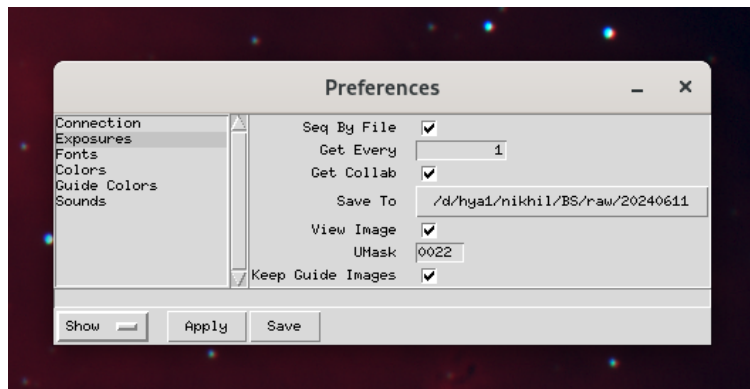 Preferences
Connection
Exposures
Fonts
Colors
Guide Colors
Sounds
Seq By File
Get Every 1
Get Collab
Save To /d/hya1/nikhil/BS/raw/20240611
View Image
UMask 0022
Keep Guide Images
Show Apply Save